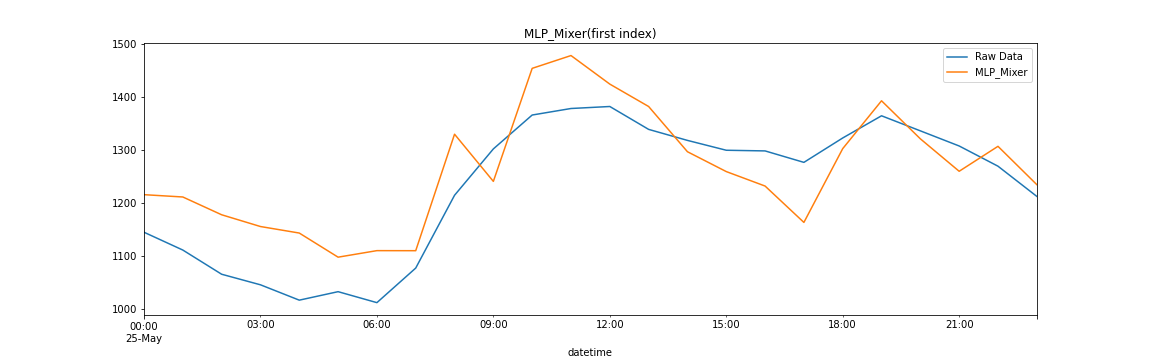 MLP_Mixer(first index)
Raw Data
MLP_Mixer
1500
1400
1300
1200
1100
1000
00:00 03:00 06:00 09:00 12:00 15:00 18:00 21:00
25-May
datetime